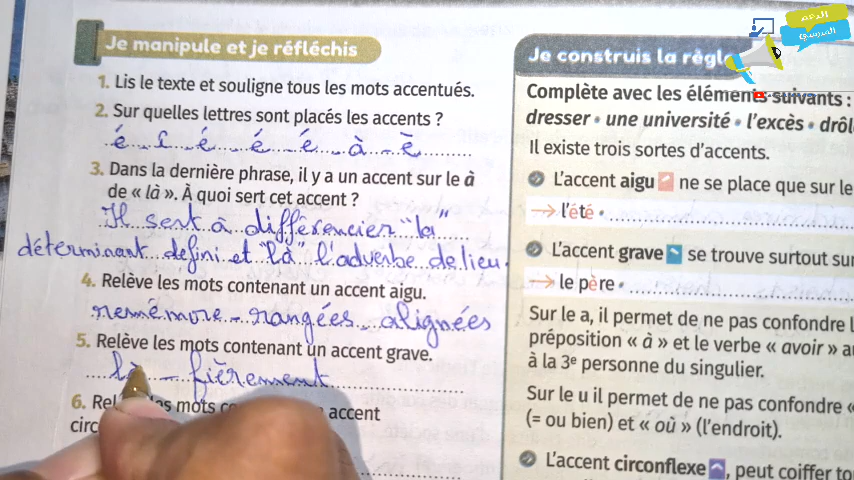 Je manipule et je réfléchis
1. Lis le texte et souligne tous les mots accentués.
2. Sur quelles lettres sont placés les accents ?
3. Dans la dernière phrase, il y a un accent sur le à
de « là ». À quoi sert cet accent ?
Il sert à différencier "la"
déterminant défini et "là" l'adverbe de lieu.
4. Relève les mots contenant un accent aigu.
remémore - rangées alignées
5. Relève les mots contenant un accent grave.
là - fièrement
6. accent
circ
Je construis la règl
Complète avec les éléments suivants :
dresser • une université • l'excès • drôl
Il existe trois sortes d'accents.
L'accent aigu ne se place que sur le
l'été •
L'accent grave se trouve surtout su
le père •
Sur le a, il permet de ne pas confondre l
préposition « à » et le verbe « avoir » a
à la 3e personne du singulier.
Sur le u il permet de ne pas confondre «
(= ou bien) et « où » (l'endroit).
L'accent circonflexe , peut coiffer to
الدعم
المدرسي